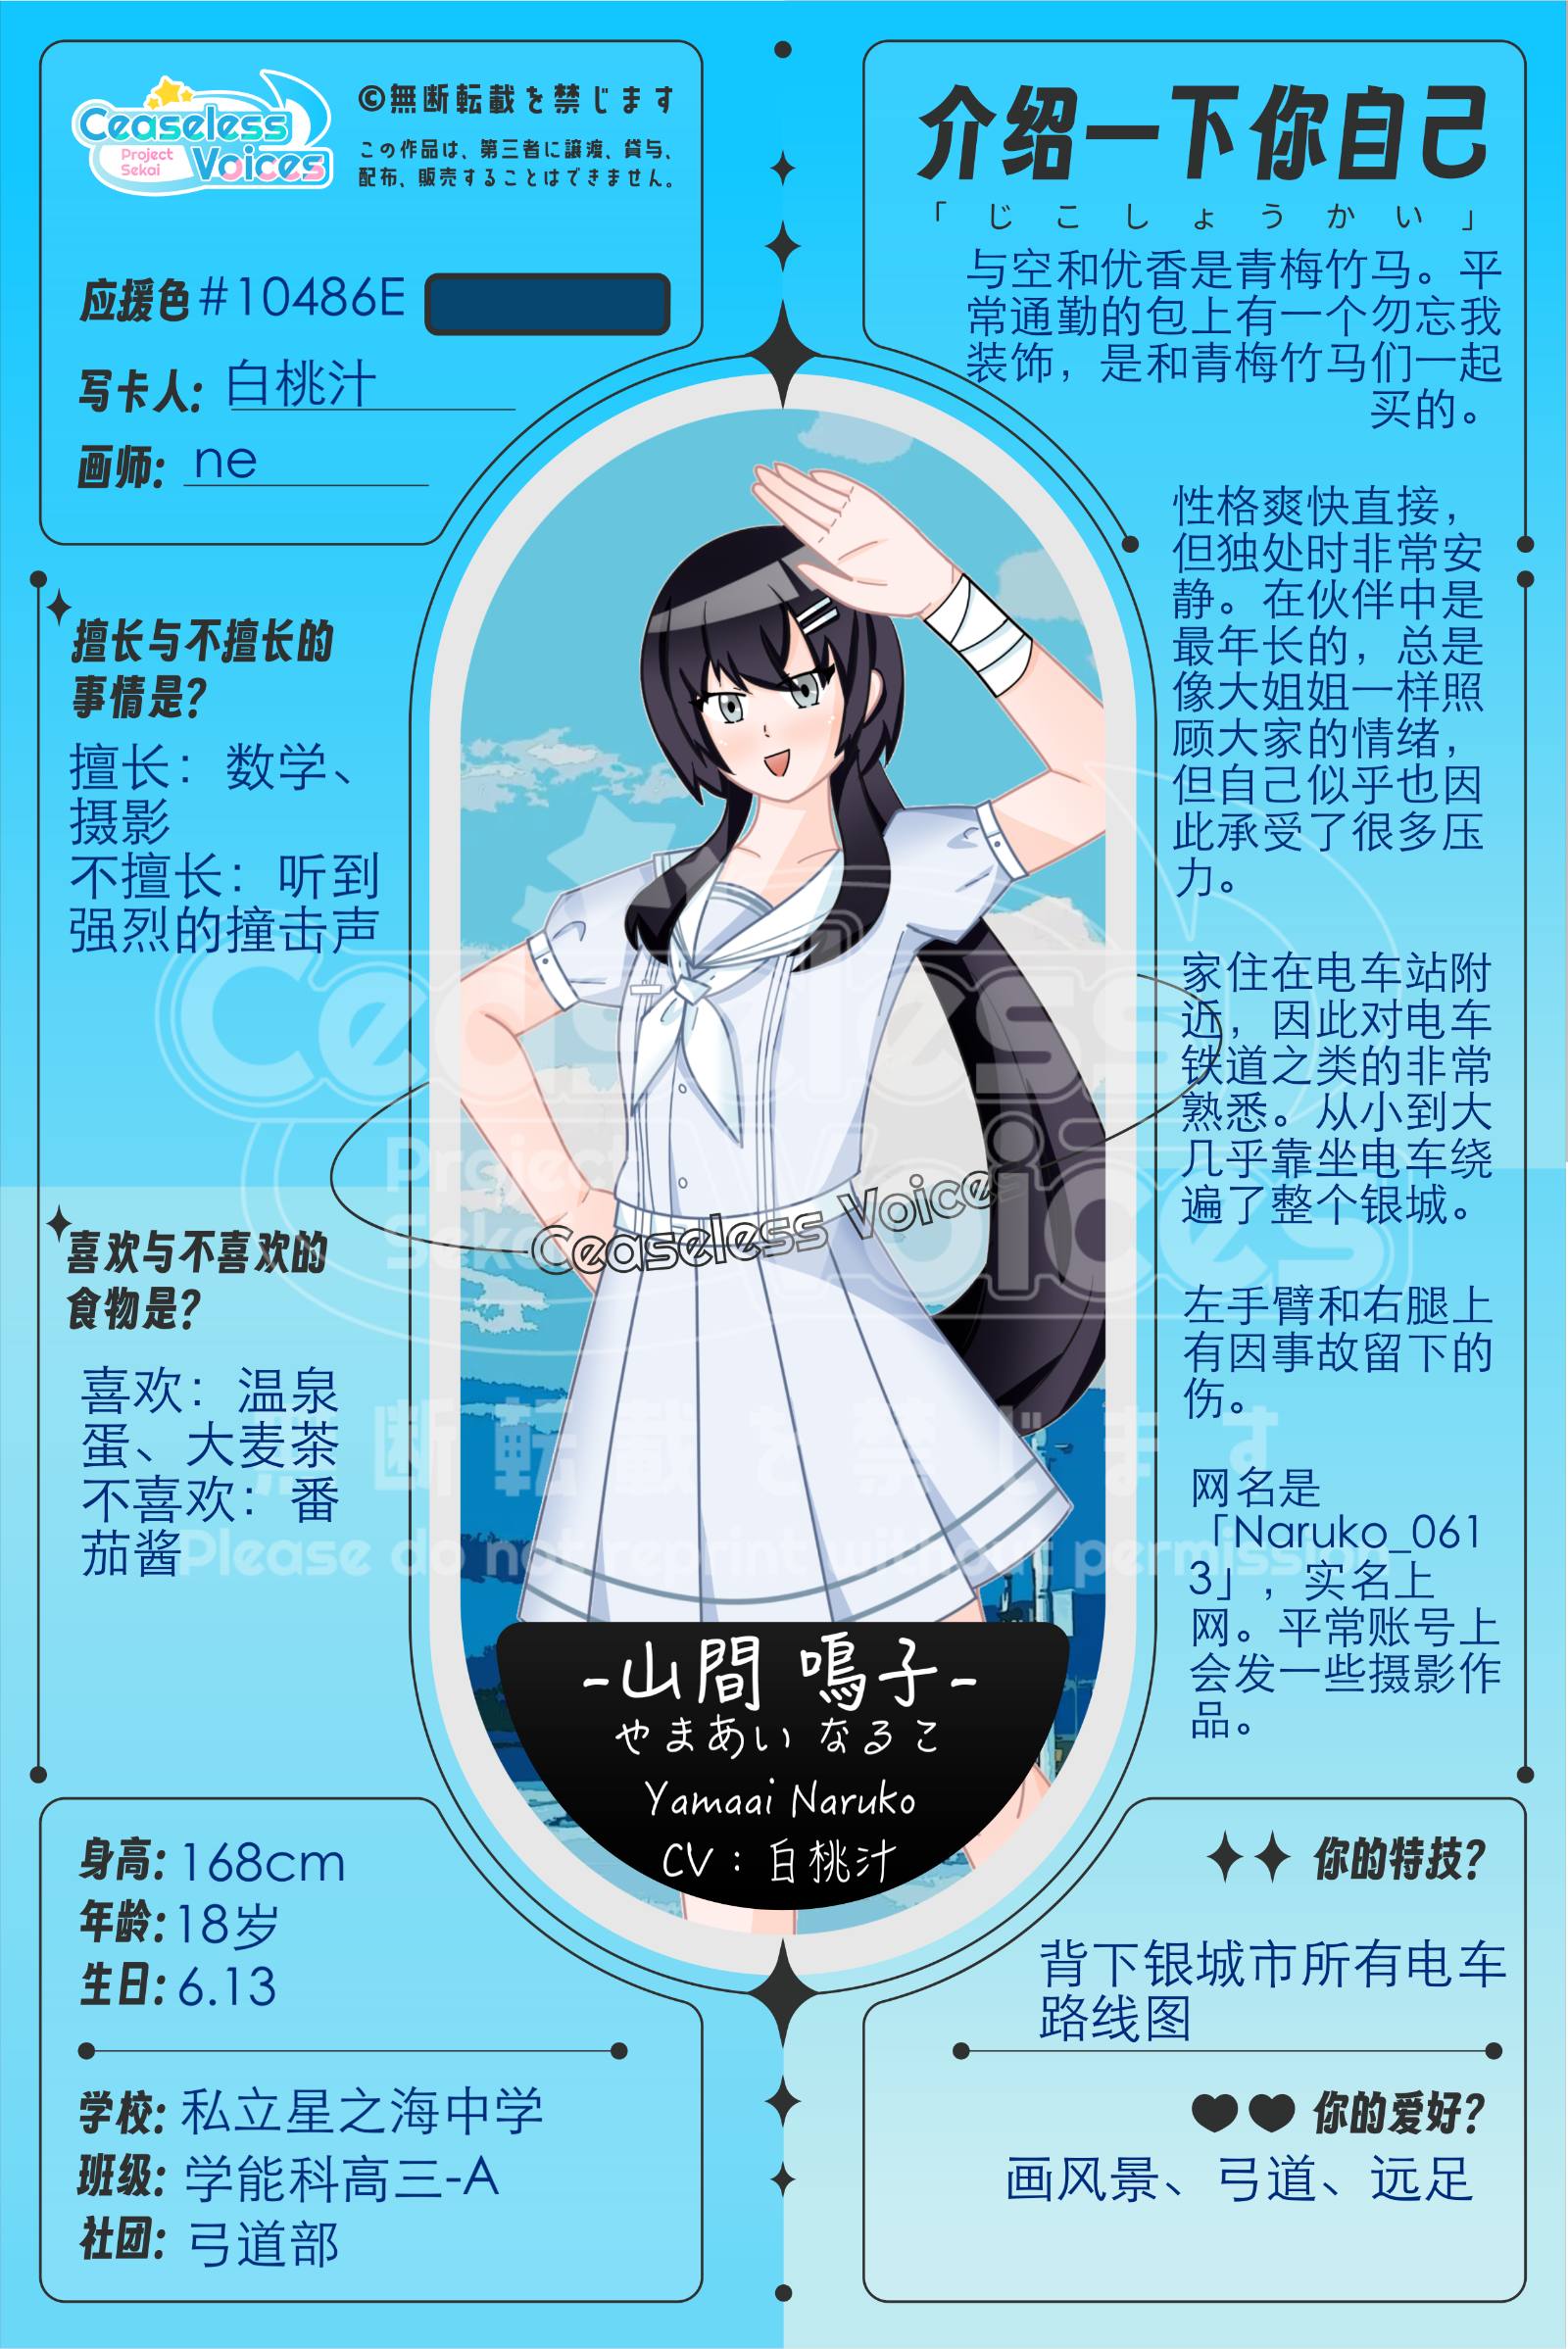 Ceaseless
Project
Sekai
Voices
©無断転載を禁じます
この作品は、第三者に譲渡、貸与、
配布、販売することはできません。
应援色 #10486E
写卡人: 白桃汁
画师: ne
介绍一下你自己
「じこしょうかい」
与空和优香是青梅竹马。平
常通勤的包上有一个勿忘我
装饰，是和青梅竹马们一起
买的。
性格爽快直接，
但独处时非常安
静。在伙伴中是
最年长的，总是
像大姐姐一样照
顾大家的情绪，
但自己似乎也因
此承受了很多压
力。
家住在电车站附
近，因此对电车
铁道之类的非常
熟悉。从小到大
几乎靠坐电车绕
遍了整个银城。
左手臂和右腿上
有因事故留下的
伤。
网名是
「Naruko_061
3」，实名上
网。平常账号上
会发一些摄影作
品。
擅长与不擅长的
事情是?
擅长：数学、
摄影
不擅长：听到
强烈的撞击声
喜欢与不喜欢的
食物是?
喜欢：温泉
蛋、大麦茶
不喜欢：番
茄酱
Ceaseless
Project
Sekai
Voices
Ceaseless Voices
無断転載を禁じます
Please do not reprint without permission
-山間 鳴子-
やまあい なるこ
Yamaai Naruko
CV：白桃汁
身高: 168cm
年龄: 18岁
生日: 6.13
学校: 私立星之海中学
班级: 学能科高三-A
社团: 弓道部
你的特技?
背下银城市所有电车
路线图
你的爱好?
画风景、弓道、远足